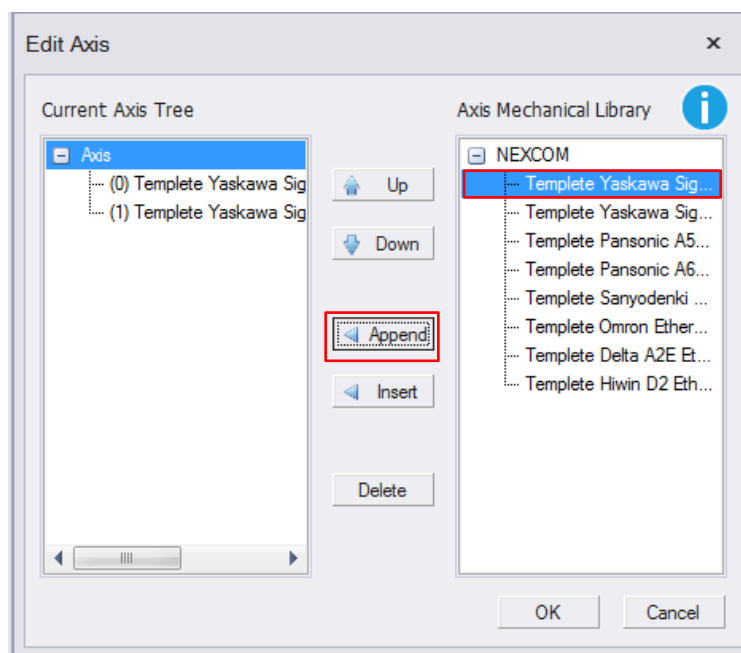 Edit Axis
Current Axis Tree
Axis
(0) Templete Yaskawa Sig
(1) Templete Yaskawa Sig
Up
Down
Append
Insert
Delete
Axis Mechanical Library
NEXCOM
Templete Yaskawa Sig...
Templete Yaskawa Sig...
Templete Pansonic A5...
Templete Pansonic A6...
Templete Sanyodenki ...
Templete Omron Ether...
Templete Delta A2E Et...
Templete Hiwin D2 Eth...
OK
Cancel